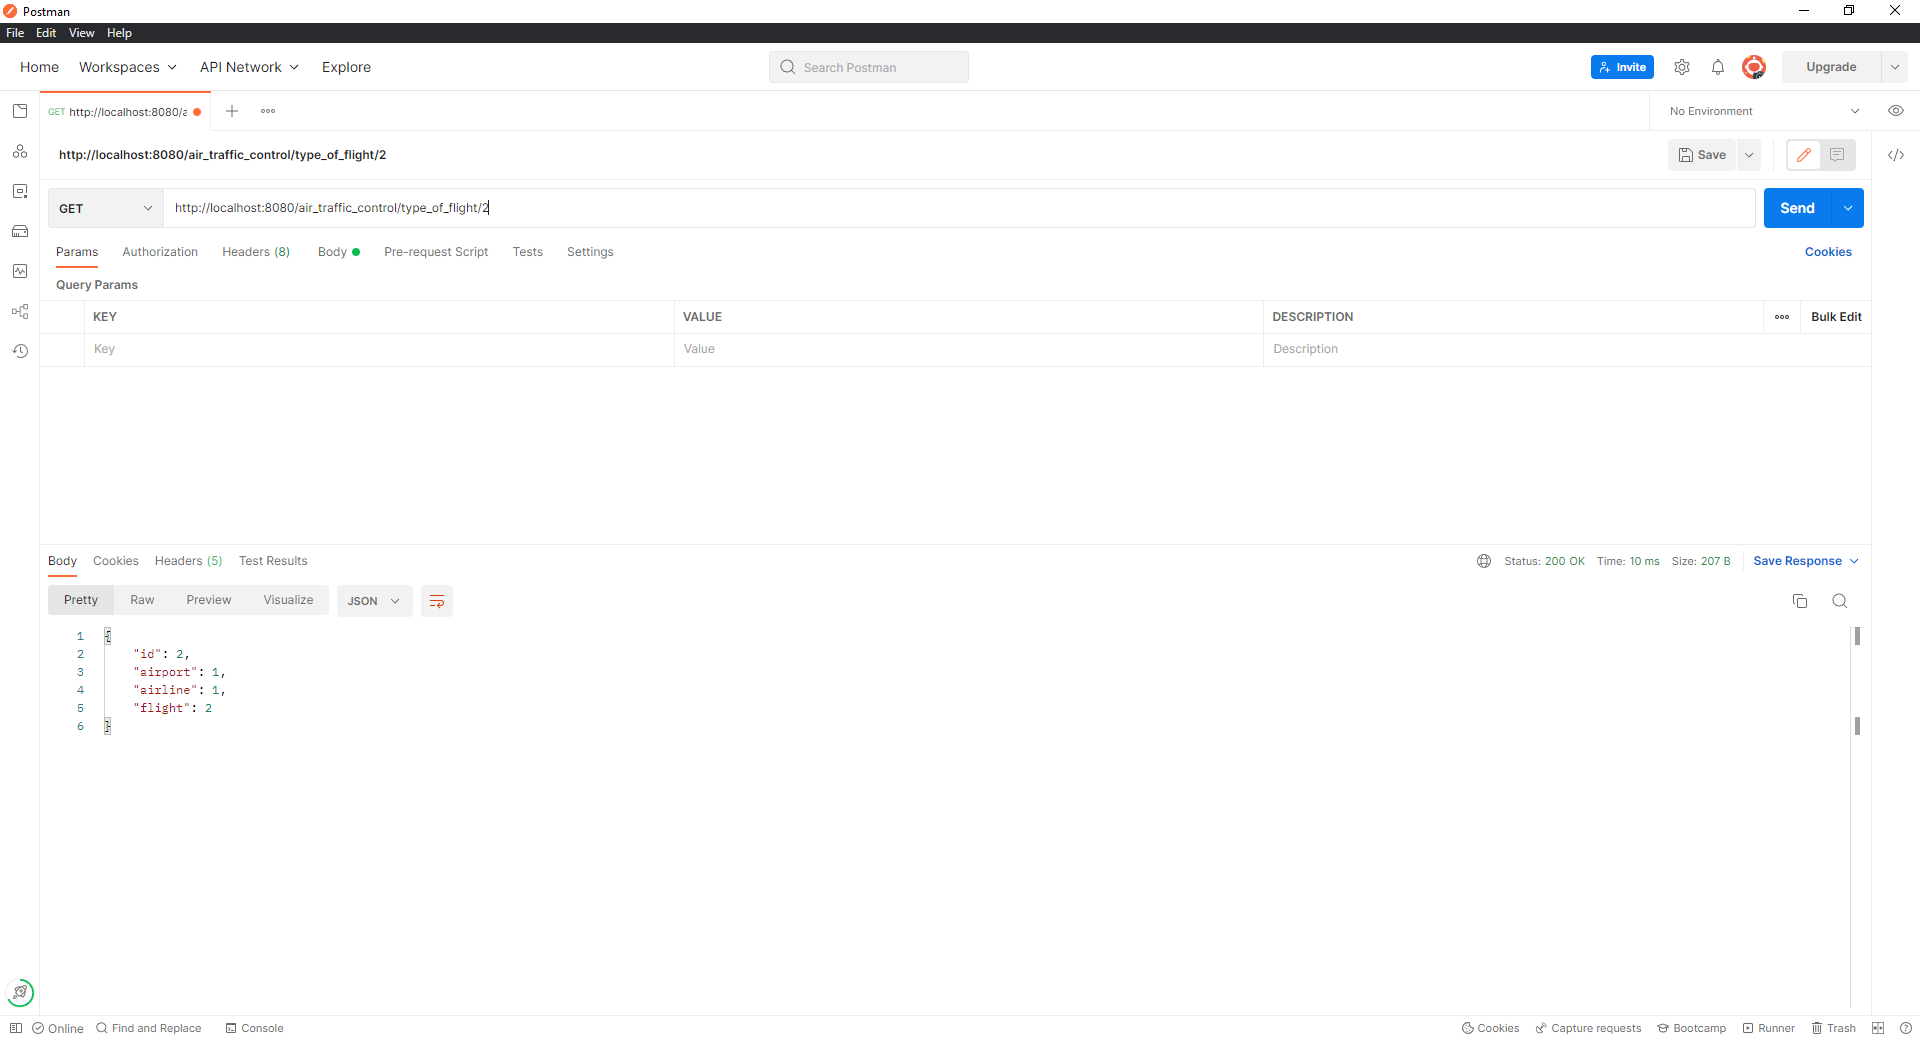 Postman
File Edit View Help
Home Workspaces API Network Explore Search Postman Invite Upgrade
GET http://localhost:8080/a No Environment
http://localhost:8080/air_traffic_control/type_of_flight/2 Save
GET http://localhost:8080/air_traffic_control/type_of_flight/2 Send
Params Authorization Headers (8) Body Pre-request Script Tests Settings Cookies
Query Params
KEY VALUE DESCRIPTION Bulk Edit
Key Value Description
Body Cookies Headers (5) Test Results Status: 200 OK Time: 10 ms Size: 207 B Save Response
Pretty Raw Preview Visualize JSON
1 {
2 "id": 2,
3 "airport": 1,
4 "airline": 1,
5 "flight": 2
6 }
Online Find and Replace Console Cookies Capture requests Bootcamp Runner Trash